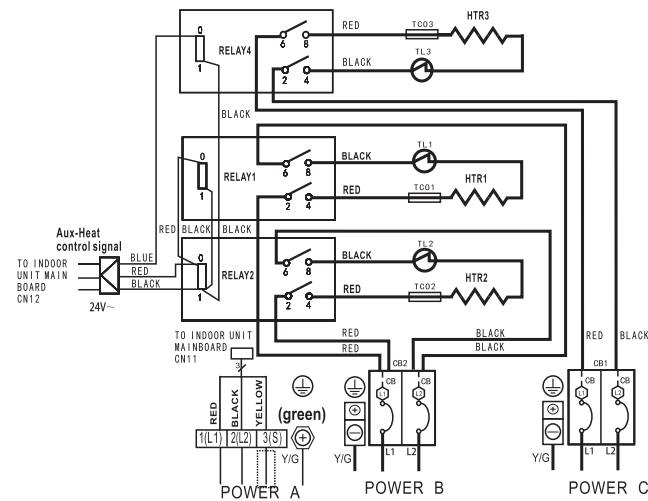 RED TCO3 HTR3
0 6 8
RELAY4
BLACK TL3
1 2 4
BLACK
0 BLACK TL1
6 8
RELAY1 HTR1
1 RED TCO1
2 4
Aux-Heat
control signal
RED BLACK BLACK
BLACK TL2
TO INDOOR
UNIT MAIN
BOARD
CN12
BLUE
RED
BLACK
24V~
0 6 8
RELAY2 HTR2
1 RED TCO2
2 4
TO INDOOR UNIT
MAINBOARD
CN11
RED
RED
BLACK
BLACK
RED BLACK
3
CB2 CB1
CB CB CB CB
L1 L2 L1 L2
RED BLACK YELLOW
(green)
1(L1) 2(L2) 3(S)
Y/G Y/G L1 L2 Y/G L1 L2
POWER A POWER B POWER C